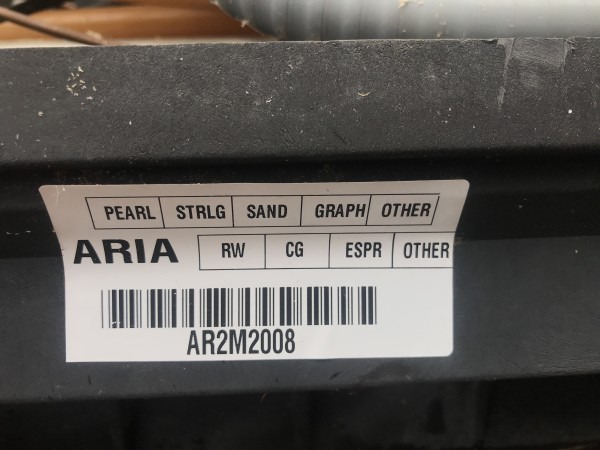 PEARL STRLG SAND GRAPH OTHER
ARIA RW CG ESPR OTHER
AR2M2008